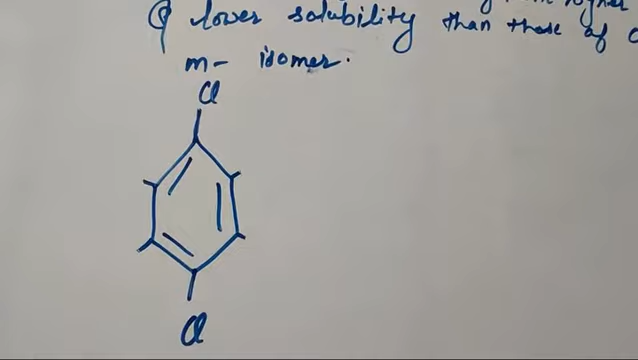 & lower solubility than those of
m- isomer.
Cl
Cl